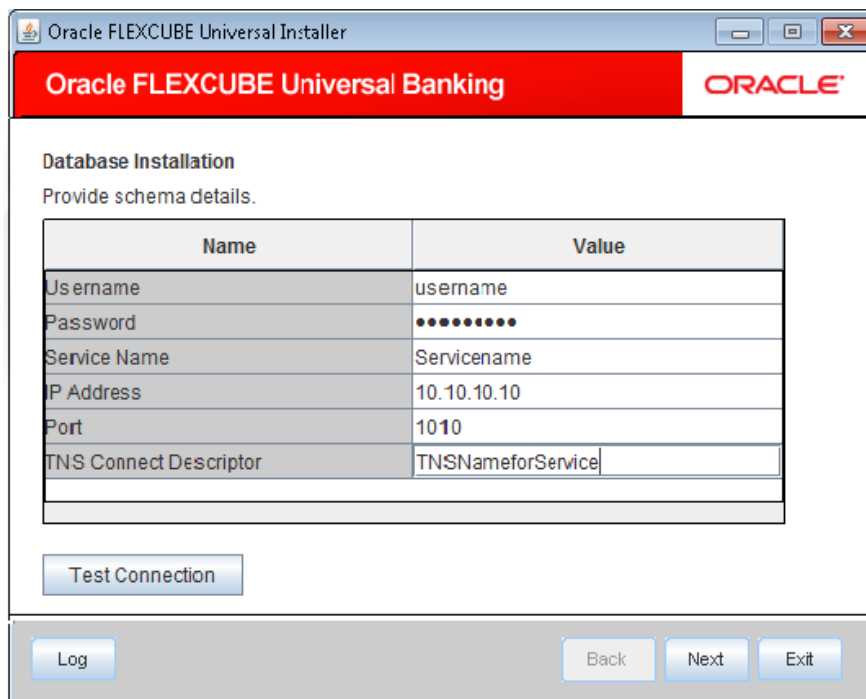 Oracle FLEXCUBE Universal Installer
Oracle FLEXCUBE Universal Banking ORACLE
Database Installation
Provide schema details.
Name Value
Username username
Password •••••••••
Service Name Servicename
IP Address 10.10.10.10
Port 1010
TNS Connect Descriptor TNSNameforService
Test Connection
Log Back Next Exit